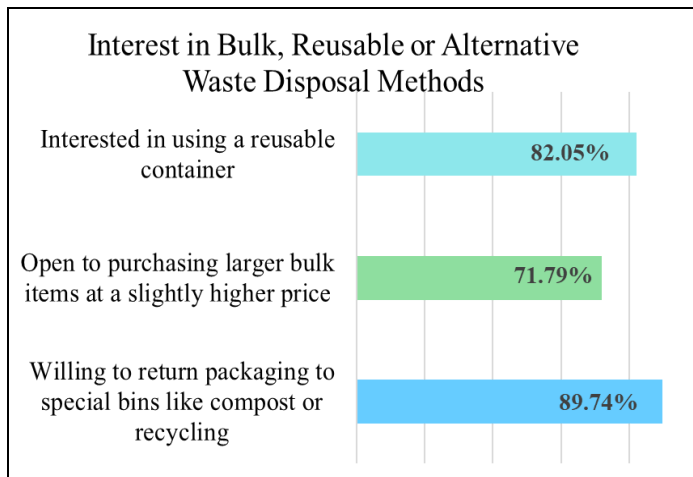 Interest in Bulk, Reusable or Alternative
Waste Disposal Methods
Interested in using a reusable
container
82.05%
Open to purchasing larger bulk
items at a slightly higher price
71.79%
Willing to return packaging to
special bins like compost or
recycling
89.74%